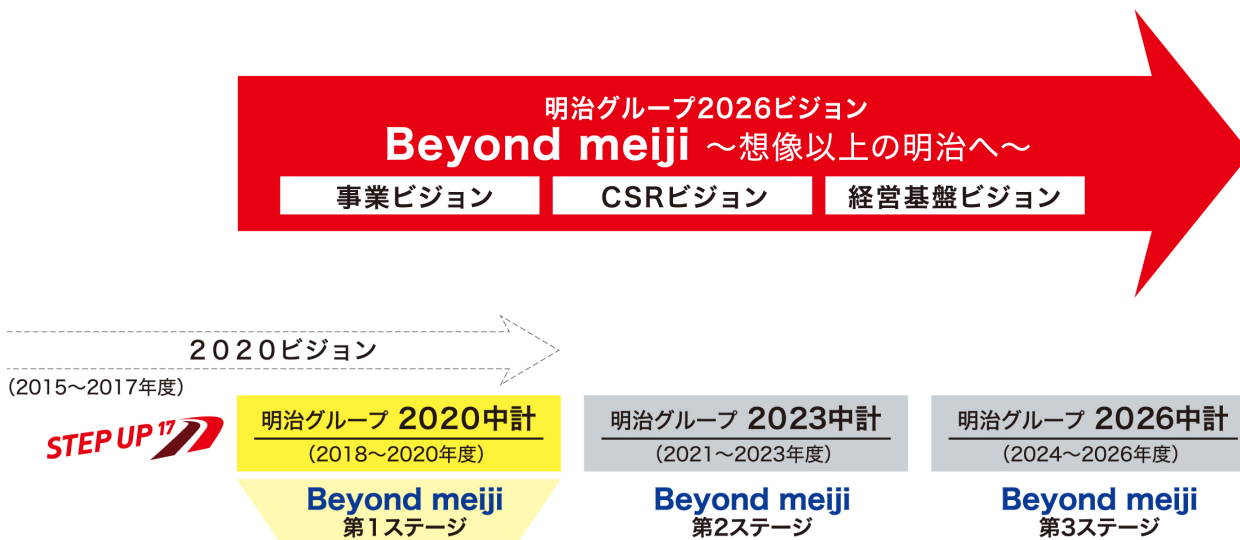 明治グループ2026ビジョン
Beyond meiji ～想像以上の明治へ～
事業ビジョン
CSRビジョン
経営基盤ビジョン
2020ビジョン
(2015～2017年度)
STEP UP 17
明治グループ 2020中計
(2018～2020年度)
Beyond meiji
第1ステージ
明治グループ 2023中計
(2021～2023年度)
Beyond meiji
第2ステージ
明治グループ 2026中計
(2024～2026年度)
Beyond meiji
第3ステージ